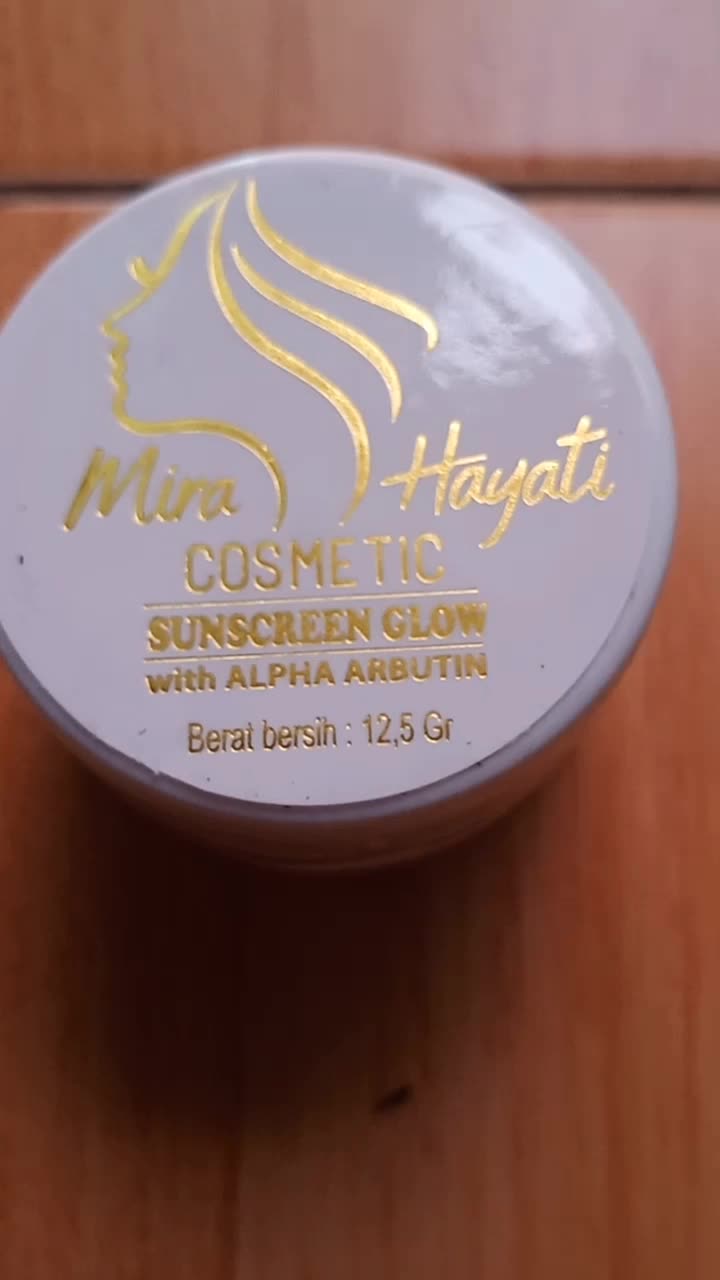 Mira Hayati
COSMETIC
SUNSCREEN GLOW
with ALPHA ARBUTIN
Berat bersih : 12,5 Gr